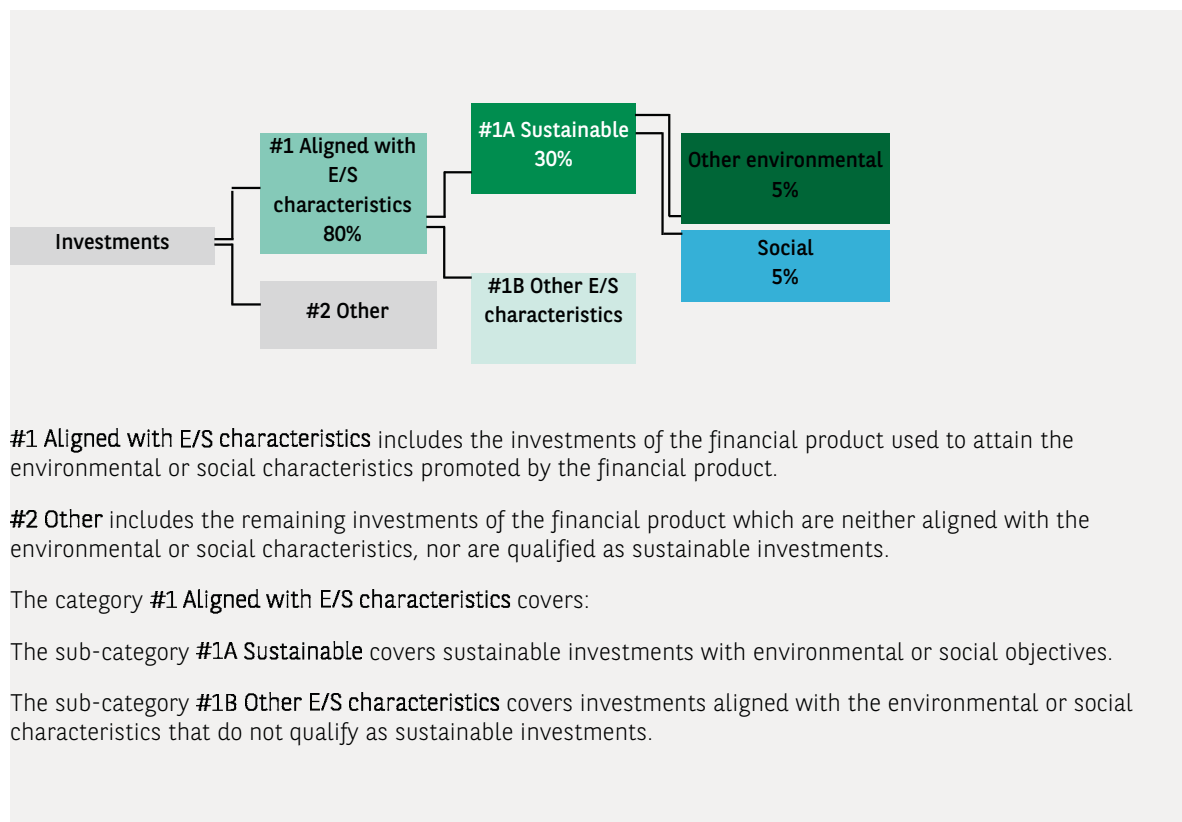 #1A Sustainable
30%
#1 Aligned with
E/S
characteristics
80%
Other environmental
5%
Investments
Social
5%
#2 Other
#1B Other E/S
characteristics
#1 Aligned with E/S characteristics includes the investments of the financial product used to attain the
environmental or social characteristics promoted by the financial product.
#2 Other includes the remaining investments of the financial product which are neither aligned with the
environmental or social characteristics, nor are qualified as sustainable investments.
The category #1 Aligned with E/S characteristics covers:
The sub-category #1A Sustainable covers sustainable investments with environmental or social objectives.
The sub-category #1B Other E/S characteristics covers investments aligned with the environmental or social
characteristics that do not qualify as sustainable investments.